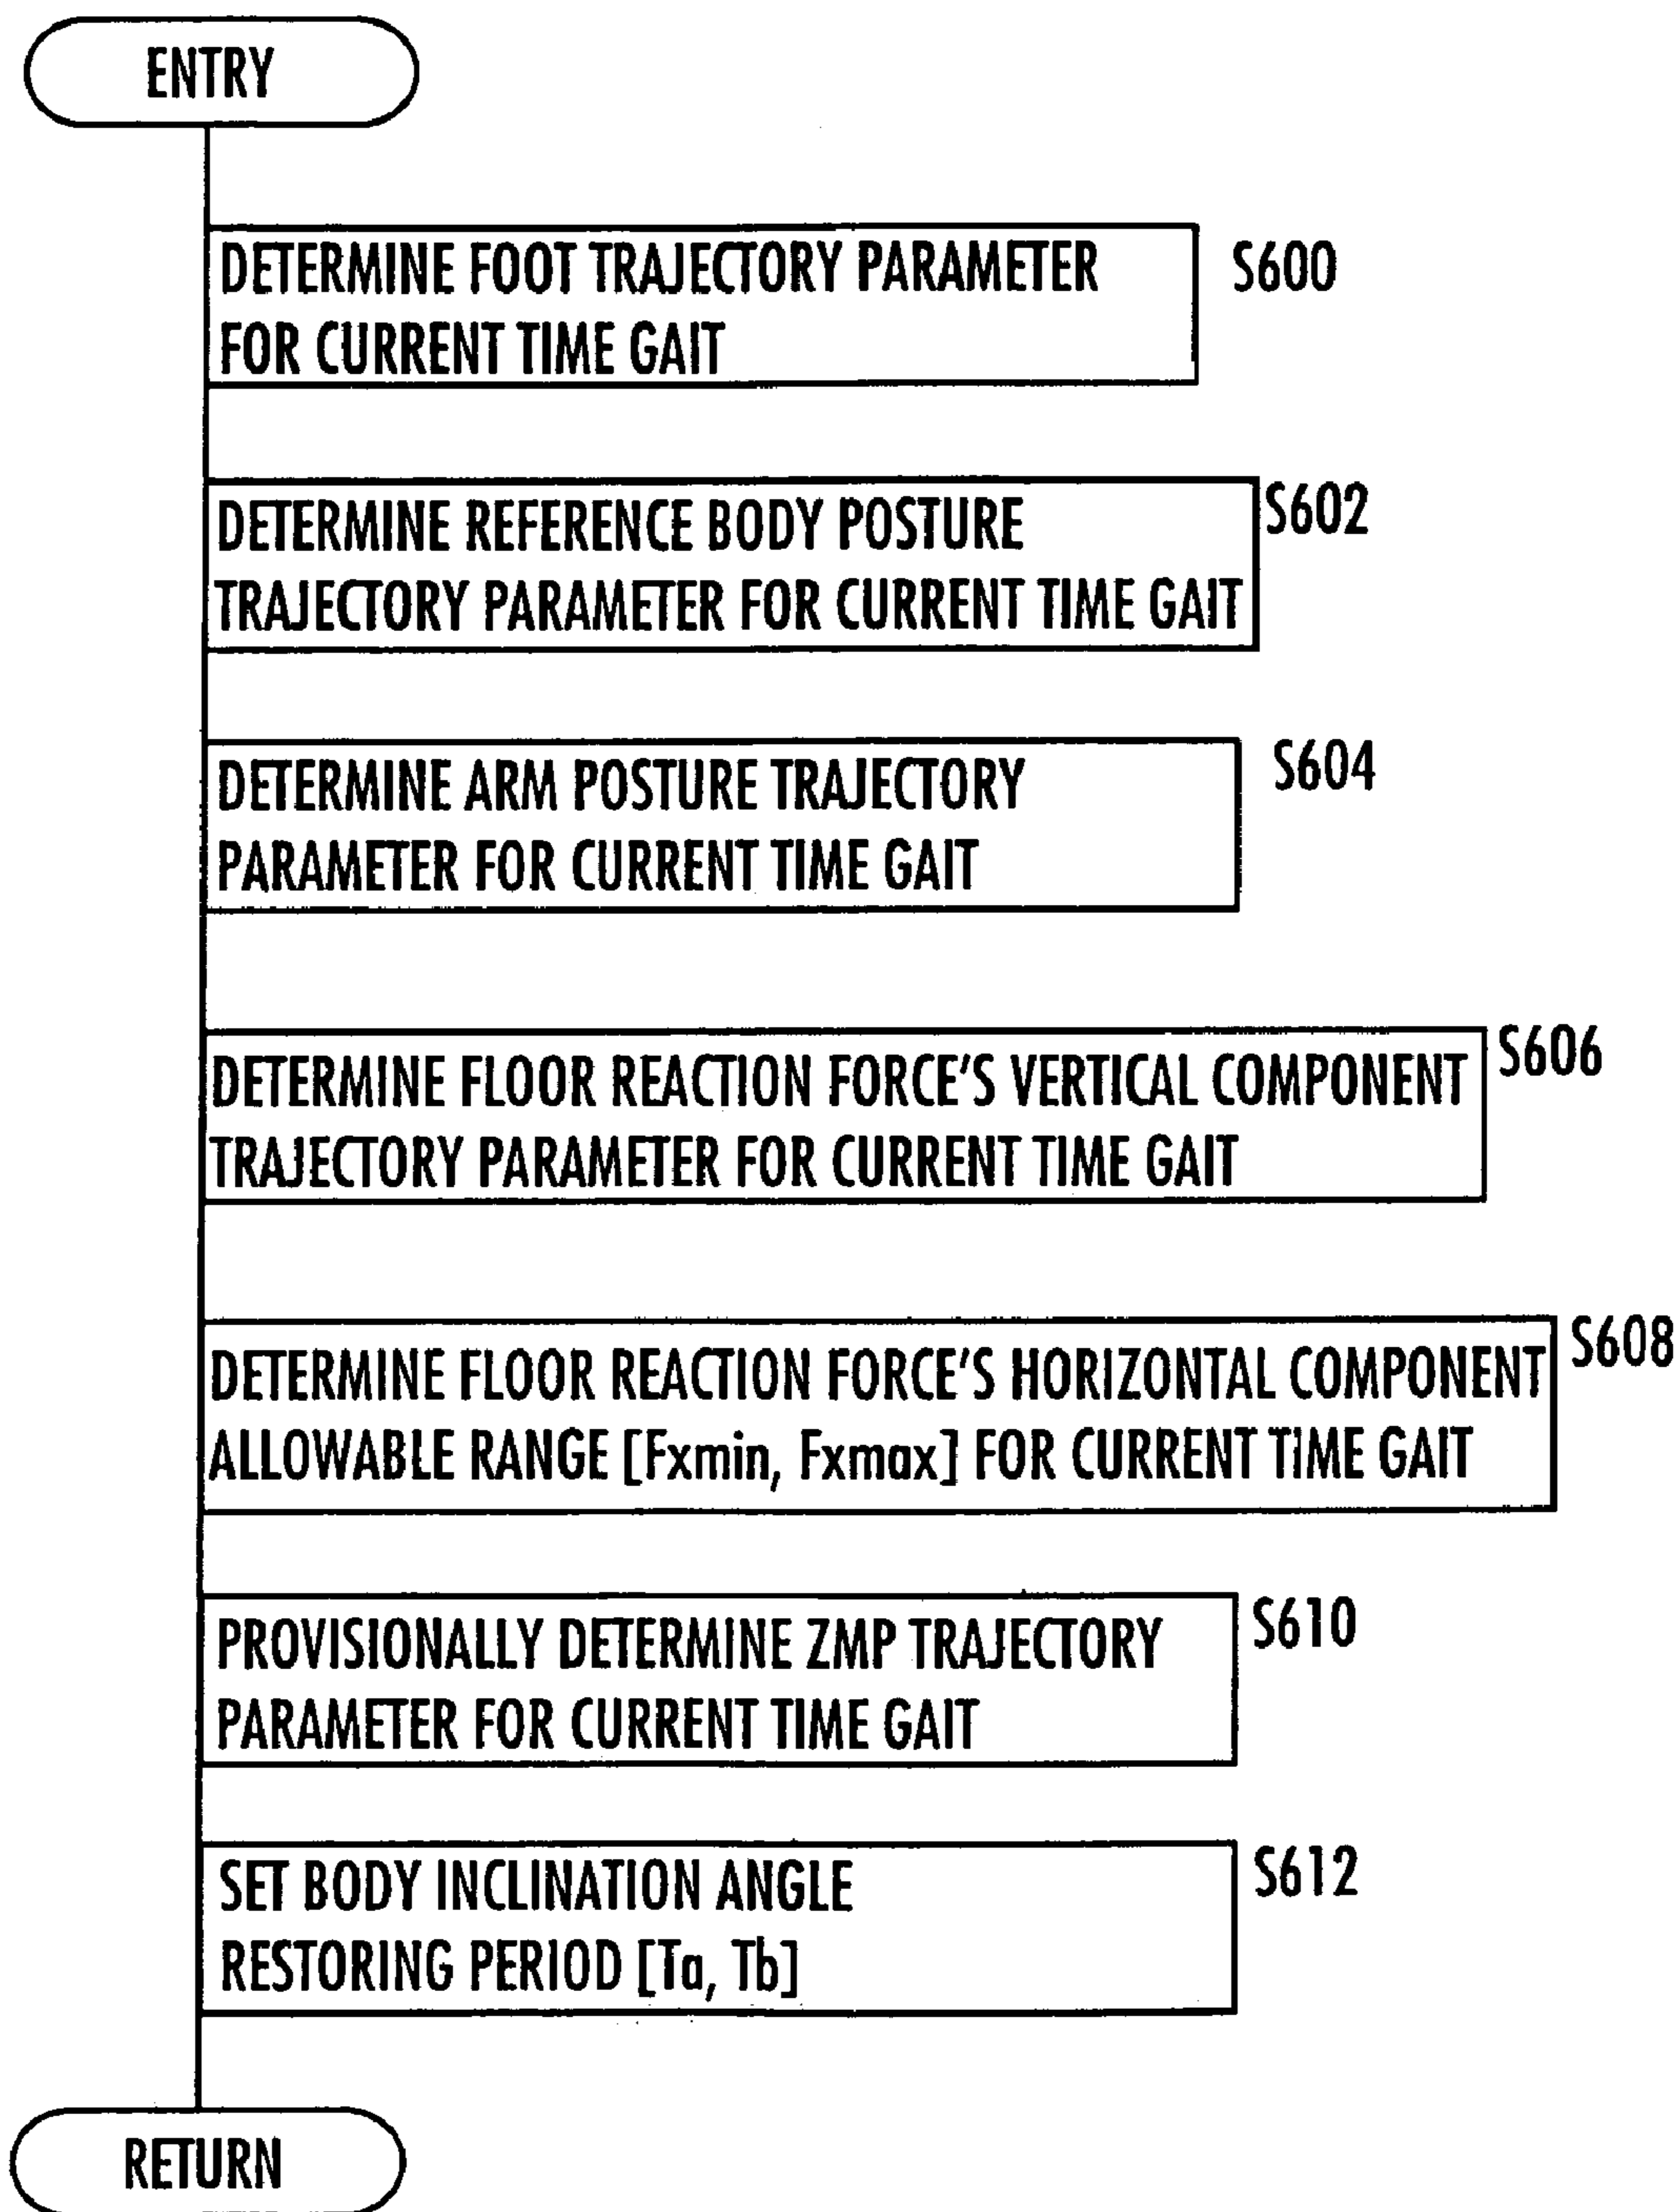 ENTRY
DETERMINE FOOT TRAJECTORY PARAMETER
FOR CURRENT TIME GAIT
S600
DETERMINE REFERENCE BODY POSTURE
TRAJECTORY PARAMETER FOR CURRENT TIME GAIT
S602
DETERMINE ARM POSTURE TRAJECTORY
PARAMETER FOR CURRENT TIME GAIT
S604
DETERMINE FLOOR REACTION FORCE'S VERTICAL COMPONENT
TRAJECTORY PARAMETER FOR CURRENT TIME GAIT
S606
DETERMINE FLOOR REACTION FORCE'S HORIZONTAL COMPONENT
ALLOWABLE RANGE [Fxmin, Fxmax] FOR CURRENT TIME GAIT
S608
PROVISIONALLY DETERMINE ZMP TRAJECTORY
PARAMETER FOR CURRENT TIME GAIT
S610
SET BODY INCLINATION ANGLE
RESTORING PERIOD [Ta, Tb]
S612
RETURN